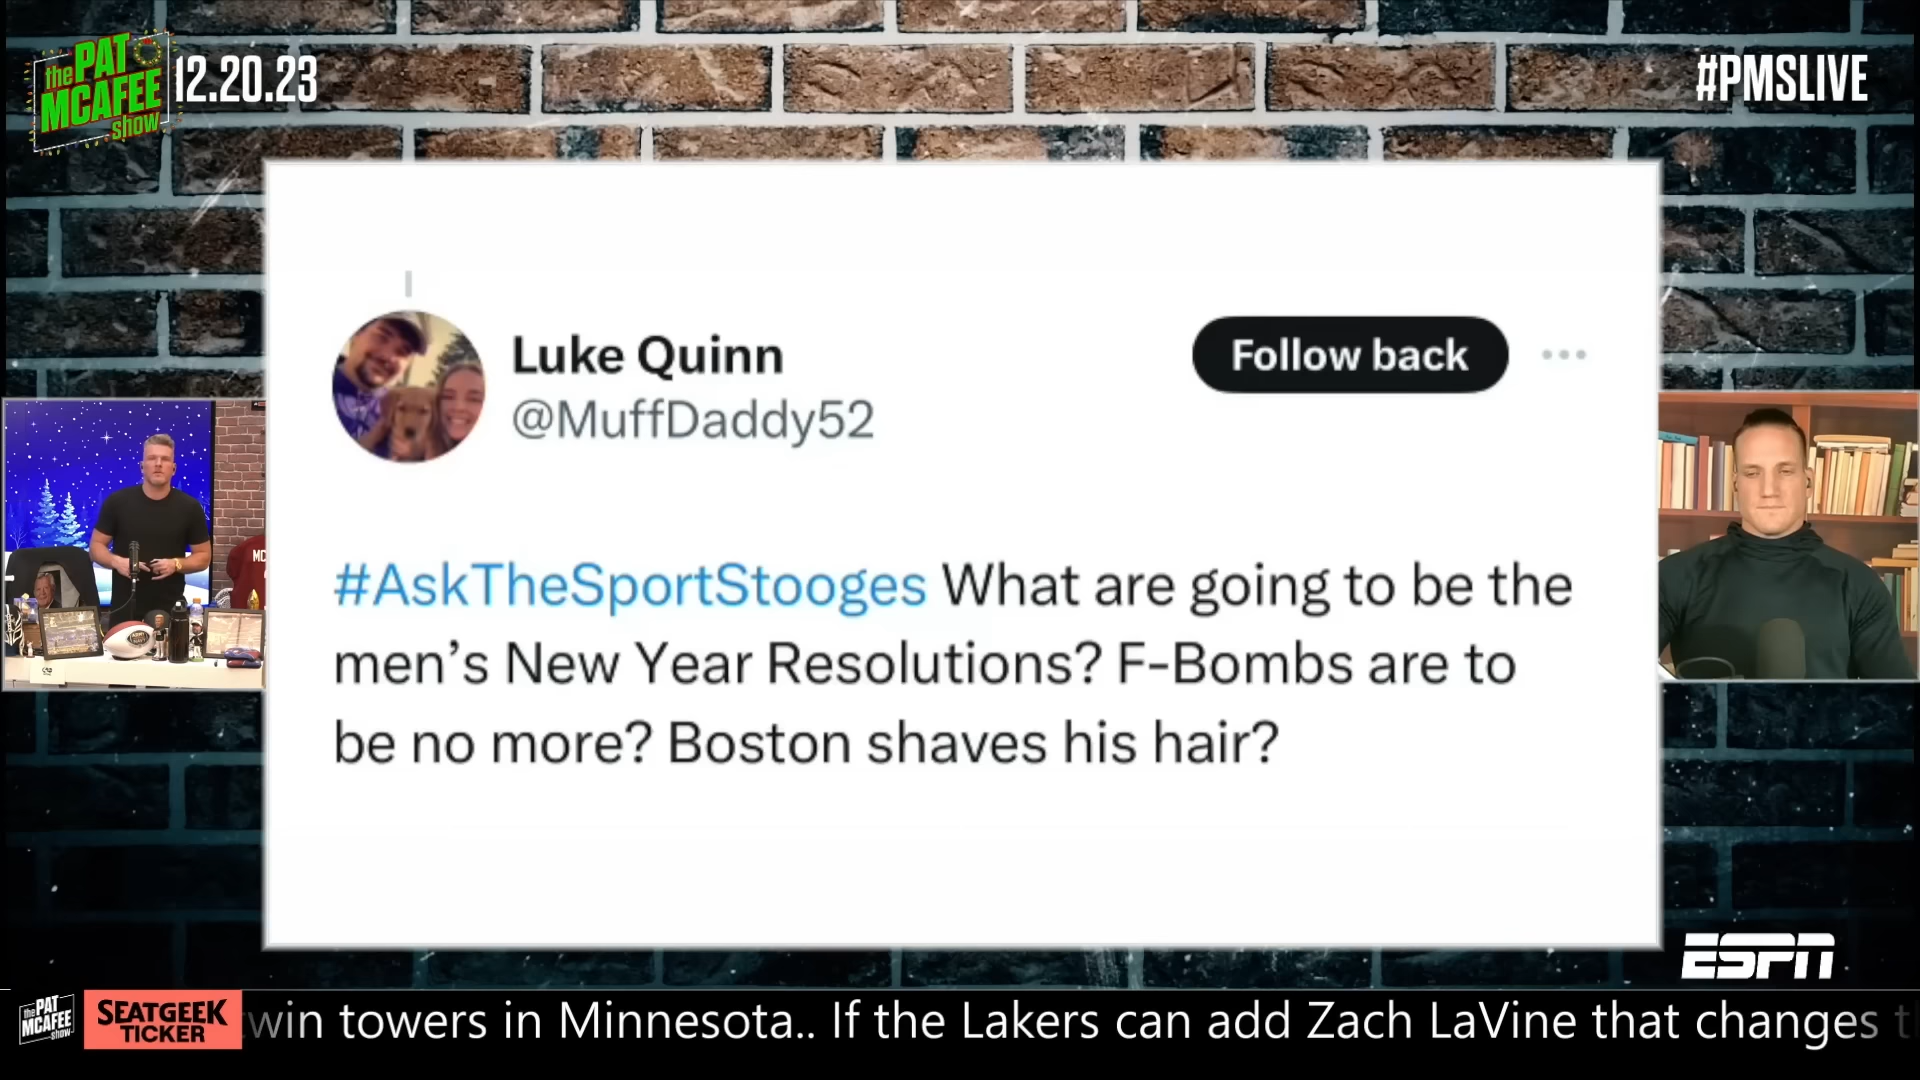 the PAT
MCAFEE
show
12.20.23
#PMSLIVE
Luke Quinn
@MuffDaddy52
Follow back
#AskTheSportStooges What are going to be the
men’s New Year Resolutions? F-Bombs are to
be no more? Boston shaves his hair?
MC
ESPN
the PAT
MCAFEE
show
SEATGEEK
TICKER
win towers in Minnesota.. If the Lakers can add Zach LaVine that changes